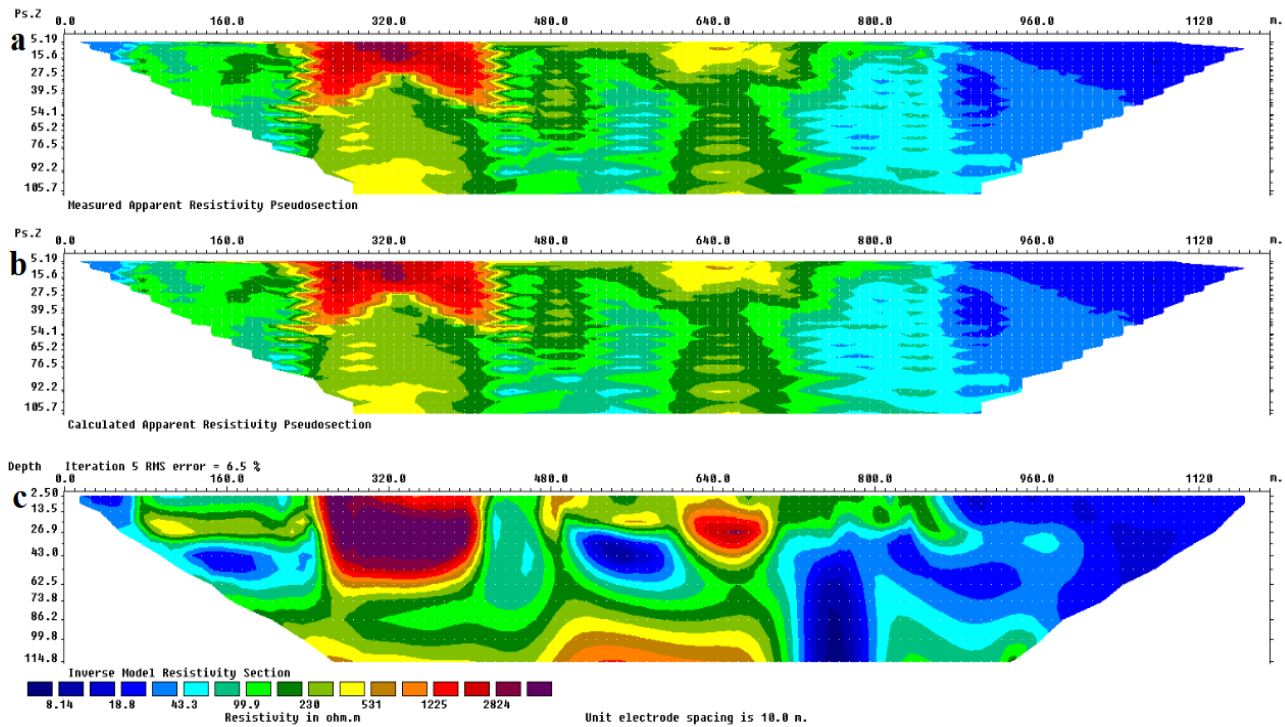 Ps.Z 0.0 160.0 320.0 480.0 640.0 800.0 960.0 1120 m.
a
5.19
15.6
27.5
39.5
54.1
65.2
76.5
92.2
105.7
Measured Apparent Resistivity Pseudosection
Ps.Z 0.0 160.0 320.0 480.0 640.0 800.0 960.0 1120 m.
b
5.19
15.6
27.5
39.5
54.1
65.2
76.5
92.2
105.7
Calculated Apparent Resistivity Pseudosection
Depth Iteration 5 RMS error = 6.5 %
0.0 160.0 320.0 480.0 640.0 800.0 960.0 1120 m.
c
2.50
13.5
26.9
43.0
62.5
73.8
86.2
99.8
114.8
Inverse Model Resistivity Section
8.14 18.8 43.3 99.9 230 531 1225 2824
Resistivity in ohm.m Unit electrode spacing is 10.0 m.